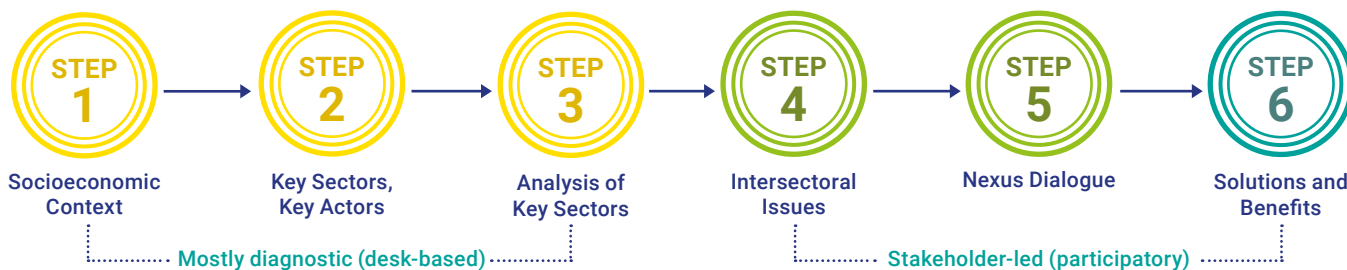 STEP
1
STEP
2
STEP
3
STEP
4
STEP
5
STEP
6
Socioeconomic
Context
Key Sectors,
Key Actors
Analysis of
Key Sectors
Intersectoral
Issues
Nexus Dialogue
Solutions and
Benefits
Mostly diagnostic (desk-based)
Stakeholder-led (participatory)